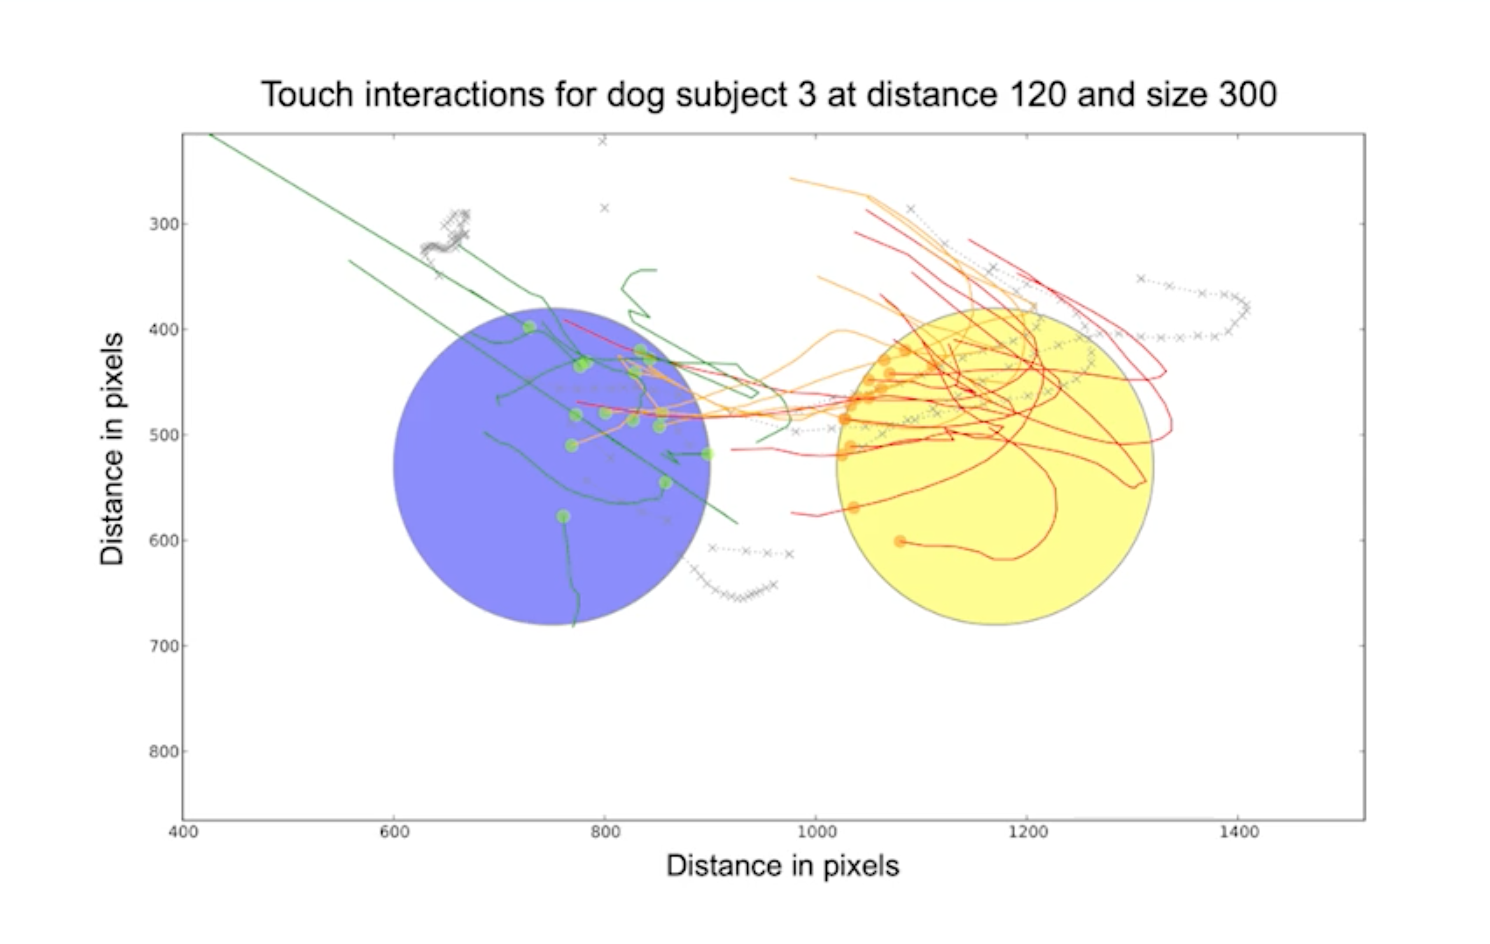 Touch interactions for dog subject 3 at distance 120 and size 300
300
400
500
600
700
800
Distance in pixels
400 600 800 1000 1200 1400
Distance in pixels